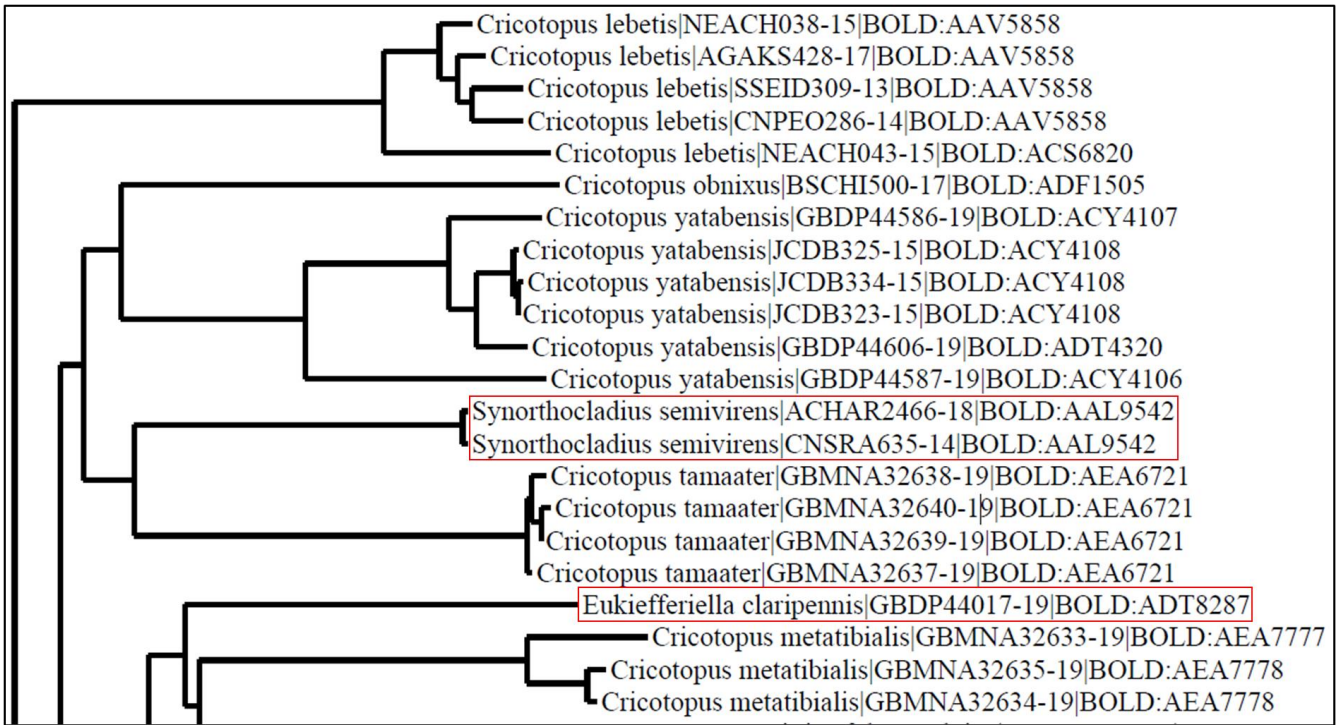 Cricotopus lebetis|NEACH038-15|BOLD:AAV5858
Cricotopus lebetis|AGAKS428-17|BOLD:AAV5858
Cricotopus lebetis|SSEID309-13|BOLD:AAV5858
Cricotopus lebetis|CNPEO286-14|BOLD:AAV5858
Cricotopus lebetis|NEACH043-15|BOLD:ACS6820
Cricotopus obnixus|BSCHI500-17|BOLD:ADF1505
Cricotopus yatabensis|GBDP44586-19|BOLD:ACY4107
Cricotopus yatabensis|JCDB325-15|BOLD:ACY4108
Cricotopus yatabensis|JCDB334-15|BOLD:ACY4108
Cricotopus yatabensis|JCDB323-15|BOLD:ACY4108
Cricotopus yatabensis|GBDP44606-19|BOLD:ADT4320
Cricotopus yatabensis|GBDP44587-19|BOLD:ACY4106
Synorthocladius semivirens|ACHAR2466-18|BOLD:AAL9542
Synorthocladius semivirens|CNSRA635-14|BOLD:AAL9542
Cricotopus tamaater|GBMNA32638-19|BOLD:AEA6721
Cricotopus tamaater|GBMNA32640-19|BOLD:AEA6721
Cricotopus tamaater|GBMNA32639-19|BOLD:AEA6721
Cricotopus tamaater|GBMNA32637-19|BOLD:AEA6721
Eukiefferiella claripennis|GBDP44017-19|BOLD:ADT8287
Cricotopus metatibialis|GBMNA32633-19|BOLD:AEA7777
Cricotopus metatibialis|GBMNA32635-19|BOLD:AEA7778
Cricotopus metatibialis|GBMNA32634-19|BOLD:AEA7778